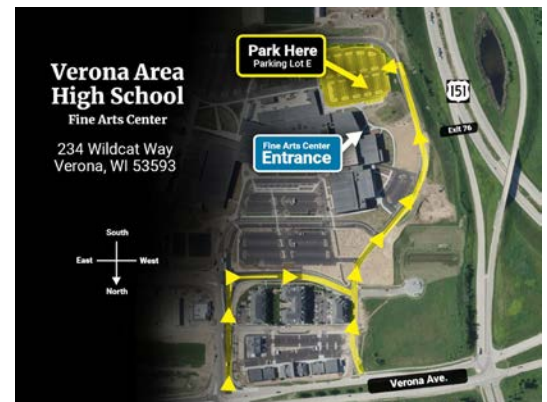 Verona Area
High School
Fine Arts Center
234 Wildcat Way
Verona, WI 53593
South
East
West
North
Park Here
Parking Lot E
Fine Arts Center
Entrance
151
Exit 76
Verona Ave.